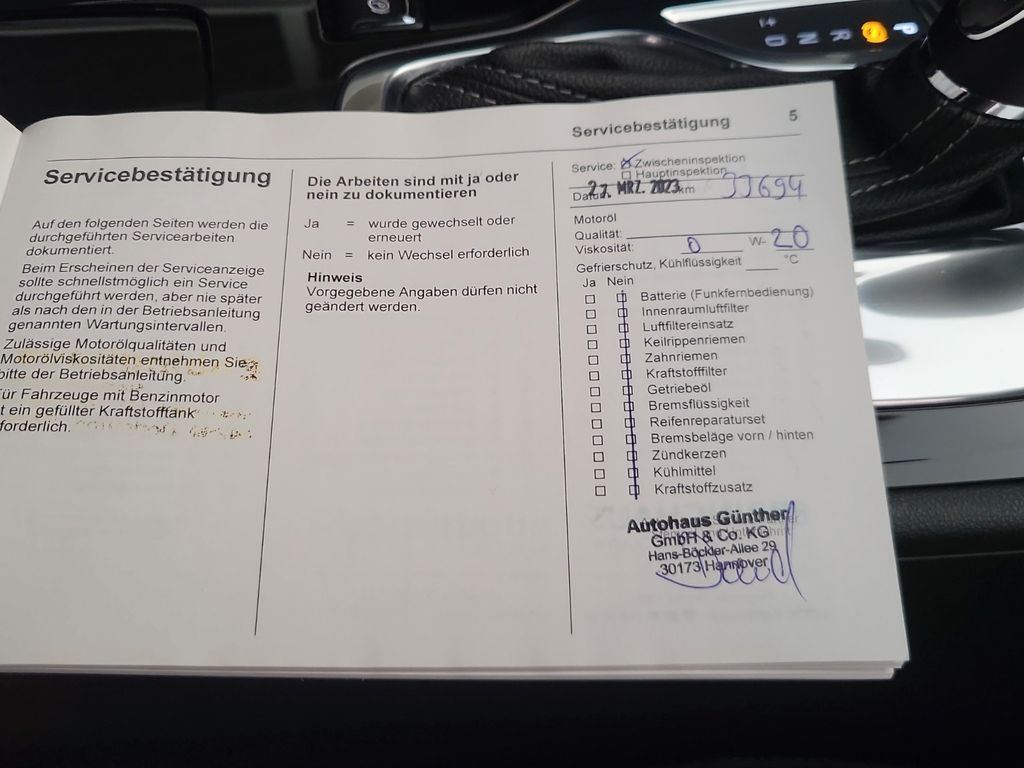 Servicebestätigung
5
Servicebestätigung
Auf den folgenden Seiten werden die
durchgeführten Servicearbeiten
dokumentiert.
Beim Erscheinen der Serviceanzeige
sollte schnellstmöglich ein Service
durchgeführt werden, aber nie später
als nach den in der Betriebsanleitung
genannten Wartungsintervallen.
Zulässige Motorölqualitäten und
Motorölviskositäten entnehmen Sie
bitte der Betriebsanleitung.
ür Fahrzeuge mit Benzinmotor
t ein gefüllter Kraftstofftank
forderlich.
Die Arbeiten sind mit ja oder
nein zu dokumentieren
Ja = wurde gewechselt oder
erneuert
Nein = kein Wechsel erforderlich
Hinweis
Vorgegebene Angaben dürfen nicht
geändert werden.
Service: Zwischeninspektion
Hauptinspektion
MRZ. 2023 km
Motoröl
Qualität:
Viskosität: 0 W- 20
Gefrierschutz, Kühlflüssigkeit °C
Ja Nein
Batterie (Funkfernbedienung)
Innenraumluftfilter
Luftfiltereinsatz
Keilrippenriemen
Zahnriemen
Kraftstofffilter
Getriebeöl
Bremsflüssigkeit
Reifenreparaturset
Bremsbeläge vorn / hinten
Zündkerzen
Kühlmittel
Kraftstoffzusatz
Autohaus Günther
GmbH & Co. KG
Hans-Böckler-Allee 29
30173 Hannover
P
R
N
D